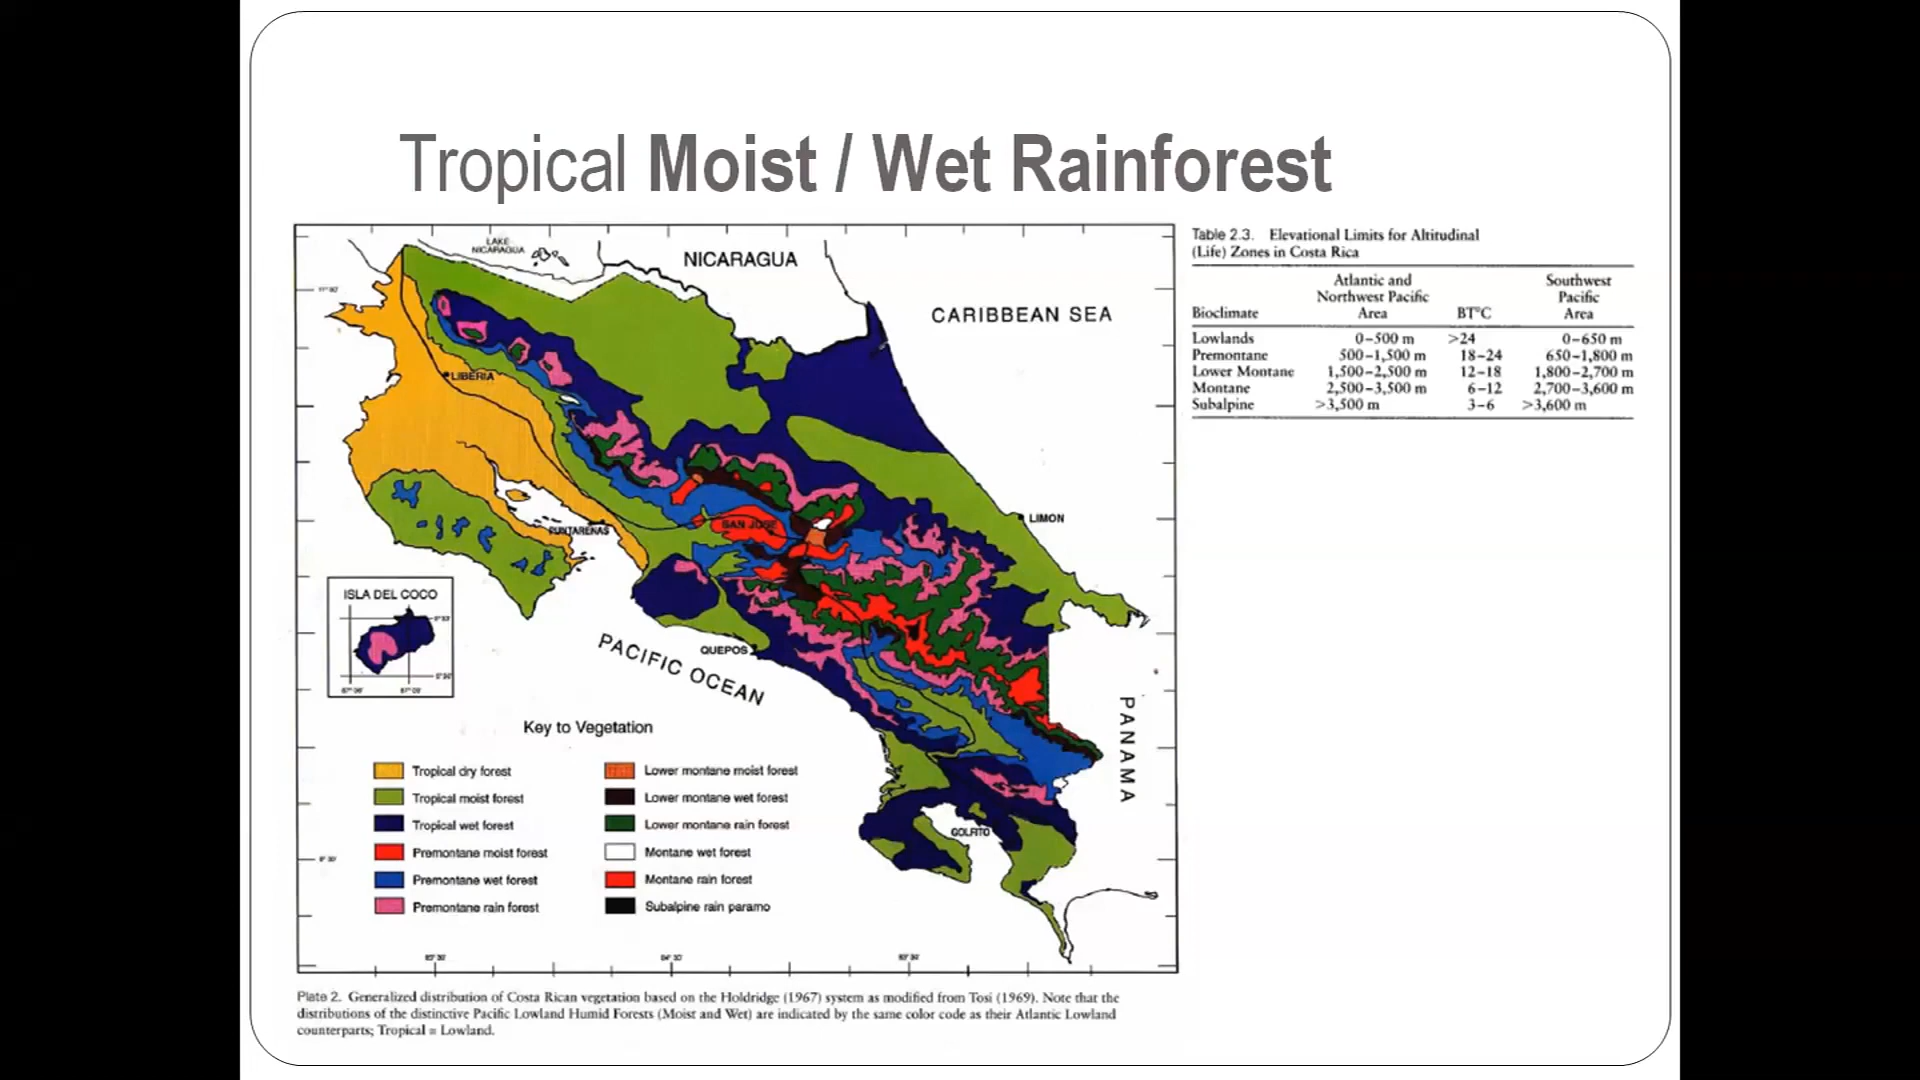 Tropical Moist / Wet Rainforest
LAKE
NICARAGUA
NICARAGUA
CARIBBEAN SEA
LIBERIA
LIMON
SAN JOSE
PUNTARENAS
ISLA DEL COCO
QUEPOS
PACIFIC OCEAN
PANAMA
GOLFITO
Key to Vegetation
Tropical dry forest
Tropical moist forest
Tropical wet forest
Premontane moist forest
Premontane wet forest
Premontane rain forest
Lower montane moist forest
Lower montane wet forest
Lower montane rain forest
Montane wet forest
Montane rain forest
Subalpine rain paramo
Plate 2. Generalized distribution of Costa Rican vegetation based on the Holdridge (1967) system as modified from Tosi (1969). Note that the
distributions of the distinctive Pacific Lowland Humid Forests (Moist and Wet) are indicated by the same color code as their Atlantic Lowland
counterparts; Tropical = Lowland.
Table 2.3. Elevational Limits for Altitudinal
(Life) Zones in Costa Rica
Atlantic and Southwest
Northwest Pacific Pacific
Bioclimate Area BT°C Area
Lowlands 0–500 m >24 0–650 m
Premontane 500–1,500 m 18–24 650–1,800 m
Lower Montane 1,500–2,500 m 12–18 1,800–2,700 m
Montane 2,500–3,500 m 6–12 2,700–3,600 m
Subalpine >3,500 m 3–6 >3,600 m